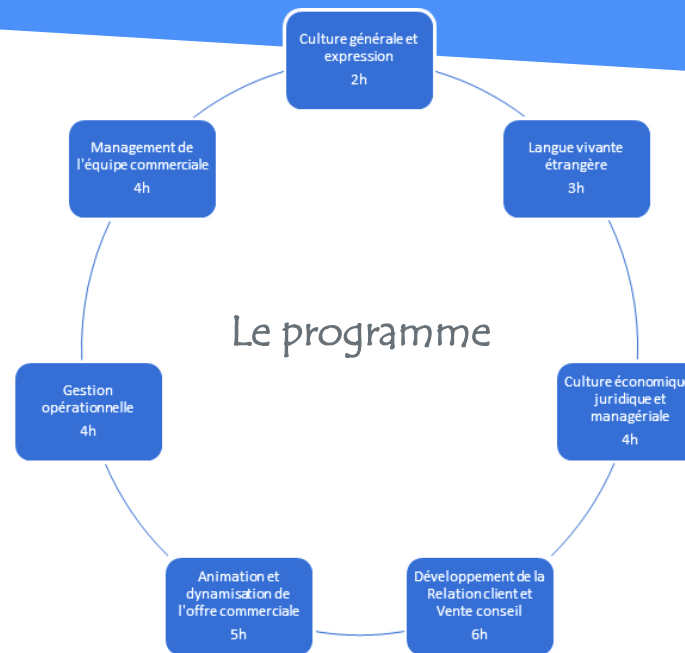 Culture générale et
expression
2h
Langue vivante
étrangère
3h
Culture économique
juridique et
managériale
4h
Développement de la
Relation client et
Vente conseil
6h
Animation et
dynamisation de
l'offre commerciale
5h
Gestion
opérationnelle
4h
Management de
l'équipe commerciale
4h
Le programme